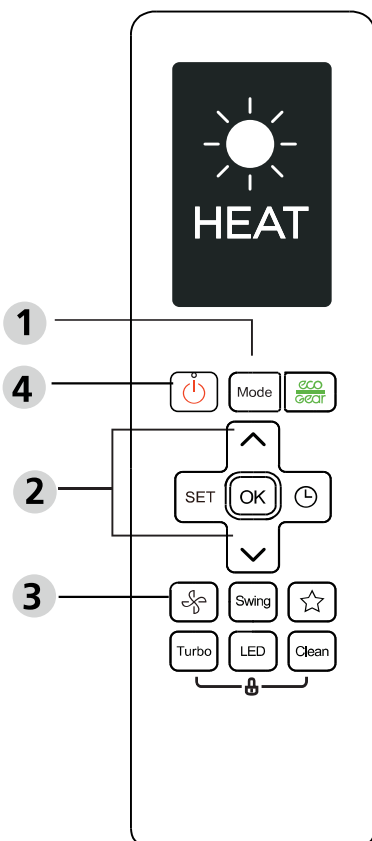 HEAT
1
4
Mode
eco
Gear
2
SET
OK
3
Swing
Turbo
LED
Clean